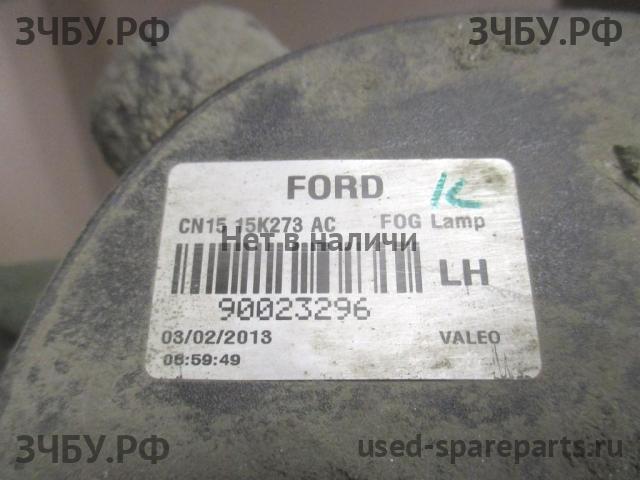 ЗЧБУ.РФ
ЗЧБУ.РФ
FORD
K
CN15 15K273 AC FOG Lamp
Нет в наличи
LH
90023296
03/02/2013 VALEO
06:59:49
ЗЧБУ.РФ
used-spareparts.ru